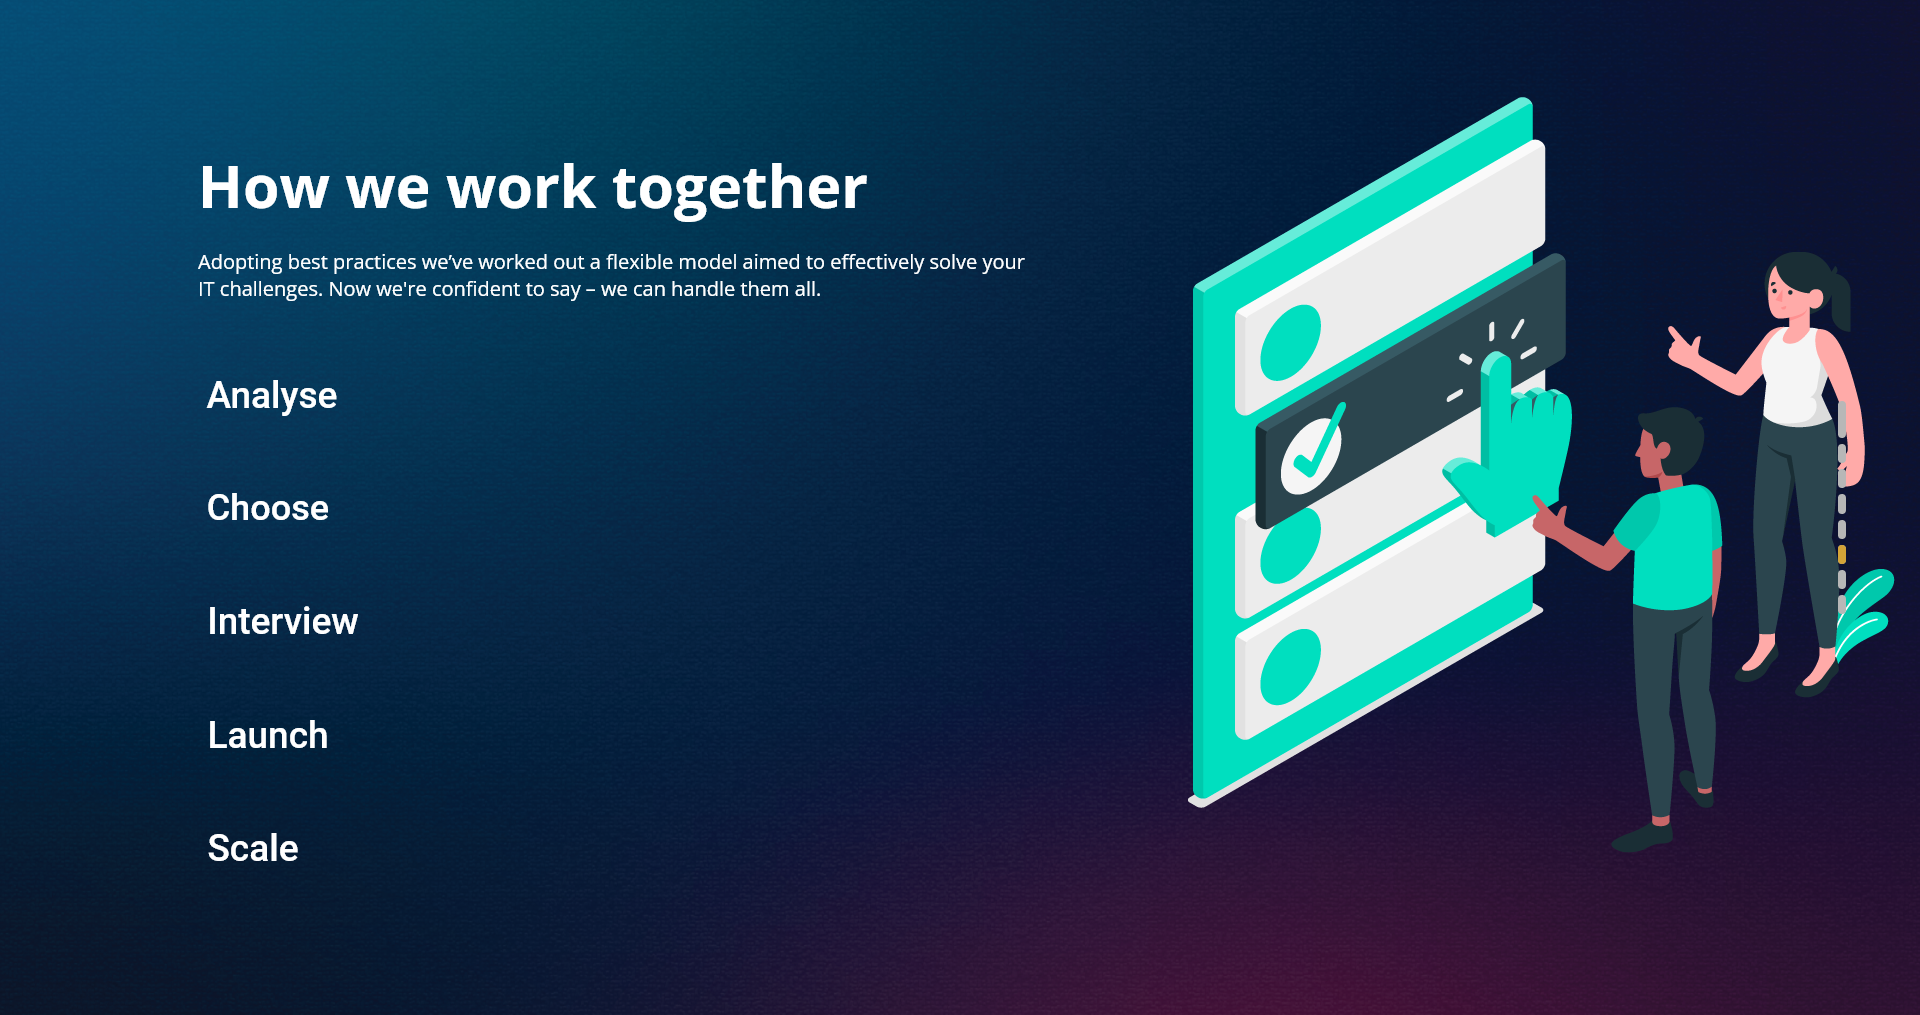 How we work together
Adopting best practices we’ve worked out a flexible model aimed to effectively solve your
IT challenges. Now we're confident to say – we can handle them all.
Analyse
Choose
Interview
Launch
Scale